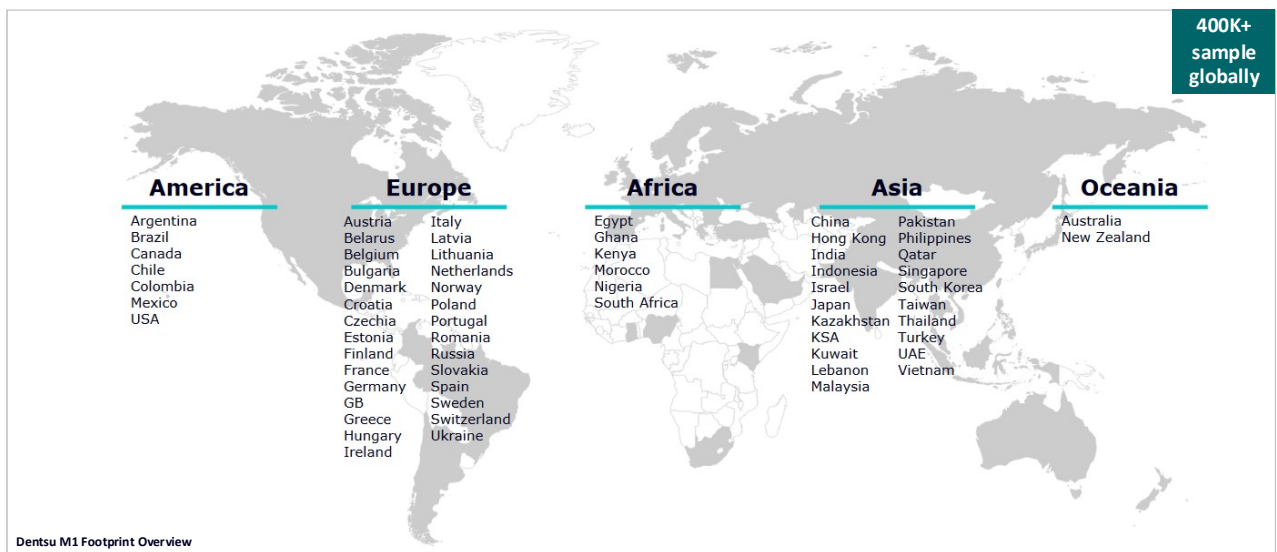 400K+
sample
globally
America
Argentina
Brazil
Canada
Chile
Colombia
Mexico
USA
Europe
Austria
Belarus
Belgium
Bulgaria
Denmark
Croatia
Czechia
Estonia
Finland
France
Germany
GB
Greece
Hungary
Ireland
Italy
Latvia
Lithuania
Netherlands
Norway
Poland
Portugal
Romania
Russia
Slovakia
Spain
Sweden
Switzerland
Ukraine
Africa
Egypt
Ghana
Kenya
Morocco
Nigeria
South Africa
Asia
China
Hong Kong
India
Indonesia
Israel
Japan
Kazakhstan
KSA
Kuwait
Lebanon
Malaysia
Pakistan
Philippines
Qatar
Singapore
South Korea
Taiwan
Thailand
Turkey
UAE
Vietnam
Oceania
Australia
New Zealand
Dentsu M1 Footprint Overview